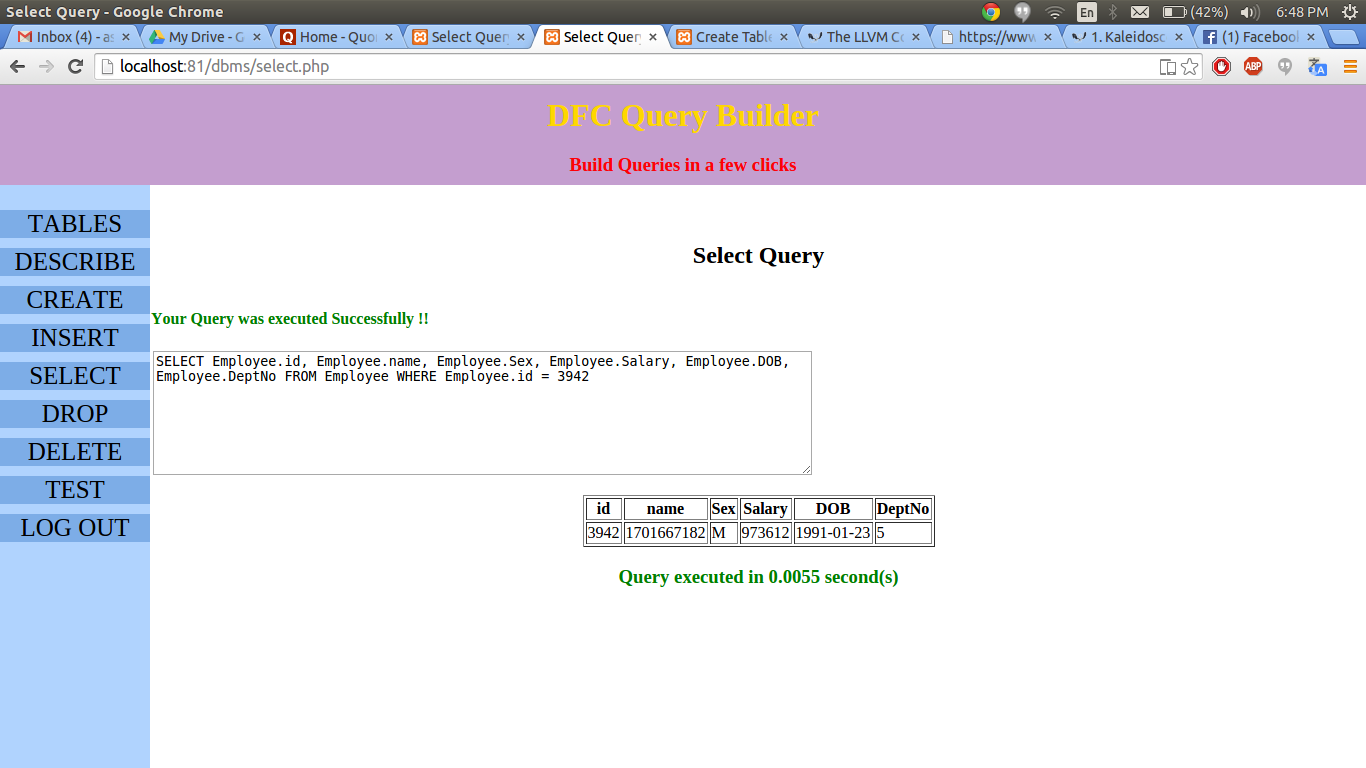 Select Query - Google Chrome
En (42%) 6:48 PM
Inbox (4) - as
My Drive - G
Home - Quor
Select Query
Select Query
Create Table
The LLVM Co
https://www
1. Kaleidosc
(1) Facebook
localhost:81/dbms/select.php
ABP
DFC Query Builder
Build Queries in a few clicks
TABLES
DESCRIBE
CREATE
INSERT
SELECT
DROP
DELETE
TEST
LOG OUT
Select Query
Your Query was executed Successfully !!
SELECT Employee.id, Employee.name, Employee.Sex, Employee.Salary, Employee.DOB,
Employee.DeptNo FROM Employee WHERE Employee.id = 3942
id name Sex Salary DOB DeptNo
3942 1701667182 M 973612 1991-01-23 5
Query executed in 0.0055 second(s)